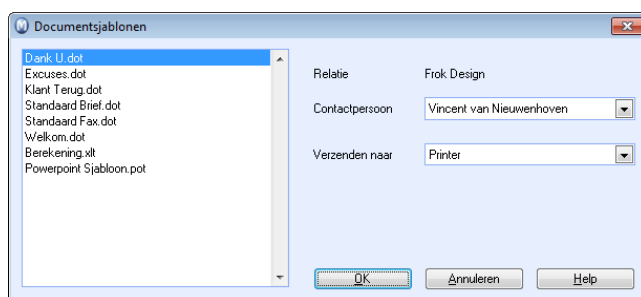 Documentsjablonen
Dank U.dot
Excuses.dot
Klant Terug.dot
Standaard Brief.dot
Standaard Fax.dot
Welkom.dot
Berekening.xlt
Powerpoint Sjabloon.pot
Relatie Frok Design
Contactpersoon Vincent van Nieuwenhoven
Verzenden naar Printer
OK Annuleren Help